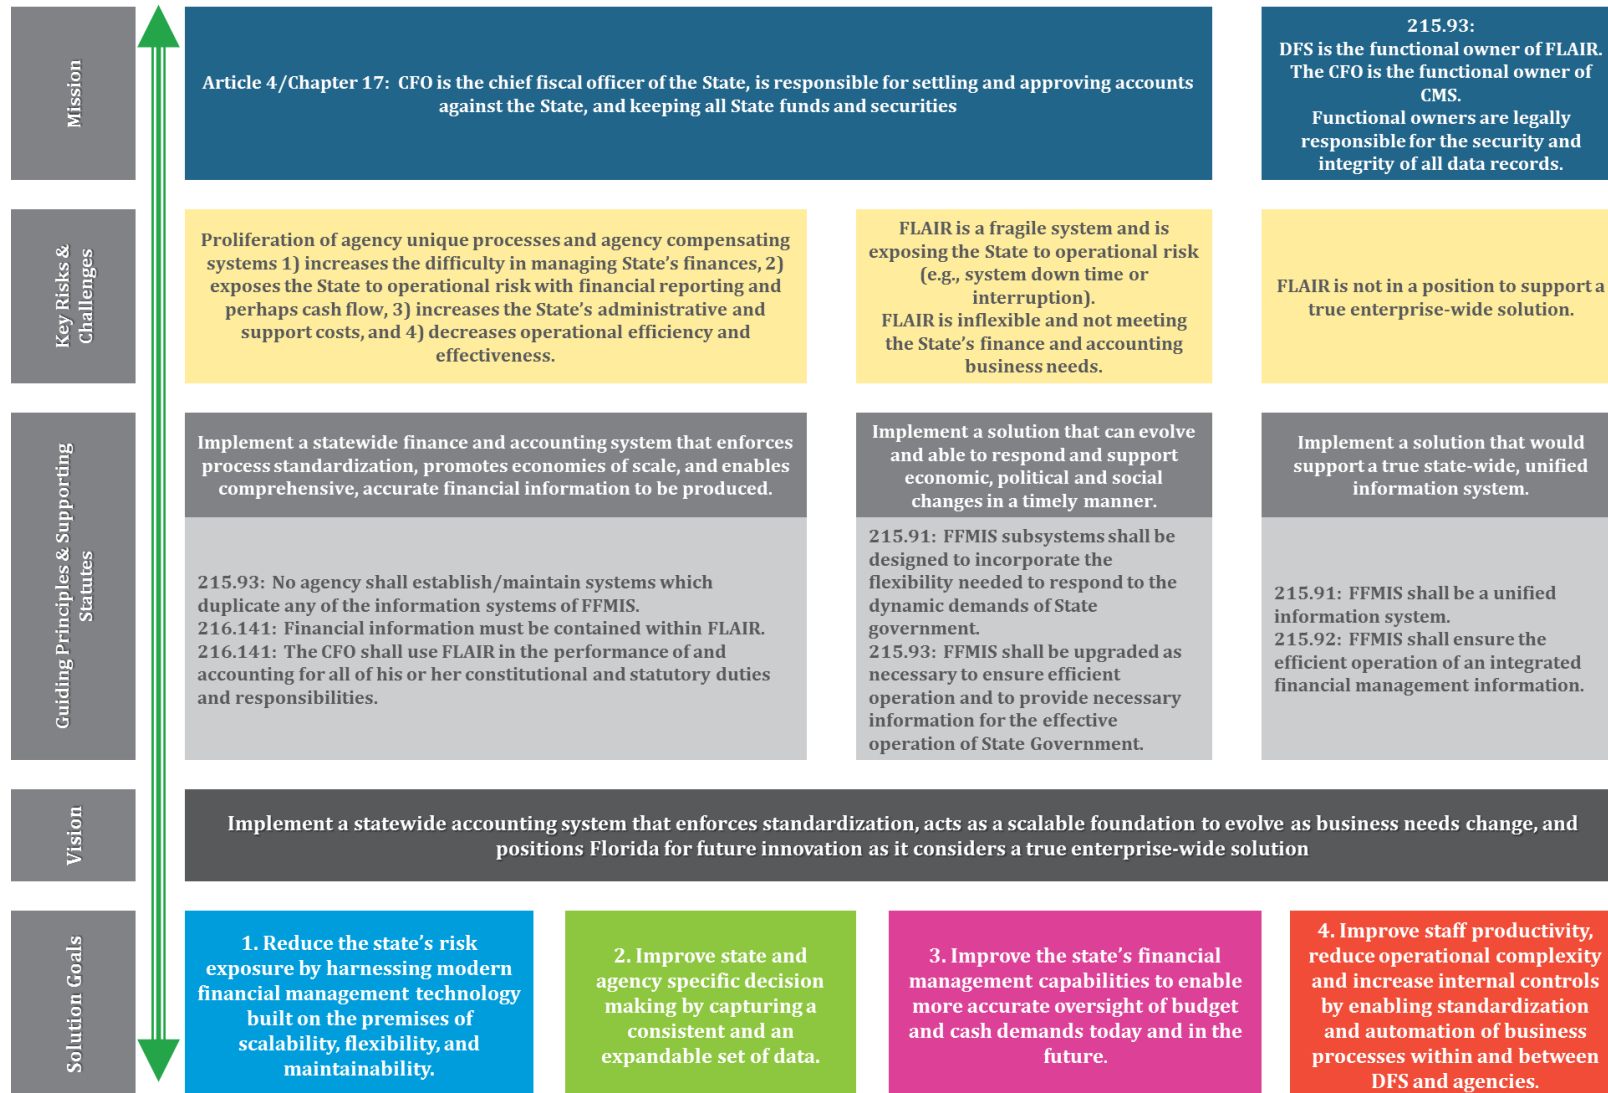 Mission
Article 4/Chapter 17: CFO is the chief fiscal officer of the State, is responsible for settling and approving accounts
against the State, and keeping all State funds and securities
215.93:
DFS is the functional owner of FLAIR.
The CFO is the functional owner of
CMS.
Functional owners are legally
responsible for the security and
integrity of all data records.
Key Risks &
Challenges
Proliferation of agency unique processes and agency compensating
systems 1) increases the difficulty in managing State's finances, 2)
exposes the State to operational risk with financial reporting and
perhaps cash flow, 3) increases the State's administrative and
support costs, and 4) decreases operational efficiency and
effectiveness.
FLAIR is a fragile system and is
exposing the State to operational risk
(e.g., system down time or
interruption).
FLAIR is inflexible and not meeting
the State's finance and accounting
business needs.
FLAIR is not in a position to support a
true enterprise-wide solution.
Guiding Principles & Supporting
Statutes
Implement a statewide finance and accounting system that enforces
process standardization, promotes economies of scale, and enables
comprehensive, accurate financial information to be produced.
215.93: No agency shall establish/maintain systems which
duplicate any of the information systems of FFMIS.
216.141: Financial information must be contained within FLAIR.
216.141: The CFO shall use FLAIR in the performance of and
accounting for all of his or her constitutional and statutory duties
and responsibilities.
Implement a solution that can evolve
and able to respond and support
economic, political and social
changes in a timely manner.
215.91: FFMIS subsystems shall be
designed to incorporate the
flexibility needed to respond to the
dynamic demands of State
government.
215.93: FFMIS shall be upgraded as
necessary to ensure efficient
operation and to provide necessary
information for the effective
operation of State Government.
Implement a solution that would
support a true state-wide, unified
information system.
215.91: FFMIS shall be a unified
information system.
215.92: FFMIS shall ensure the
efficient operation of an integrated
financial management information.
Vision
Implement a statewide accounting system that enforces standardization, acts as a scalable foundation to evolve as business needs change, and
positions Florida for future innovation as it considers a true enterprise-wide solution
Solution Goals
1. Reduce the state's risk
exposure by harnessing modern
financial management technology
built on the premises of
scalability, flexibility, and
maintainability.
2. Improve state and
agency specific decision
making by capturing a
consistent and an
expandable set of data.
3. Improve the state's financial
management capabilities to enable
more accurate oversight of budget
and cash demands today and in the
future.
4. Improve staff productivity,
reduce operational complexity
and increase internal controls
by enabling standardization
and automation of business
processes within and between
DFS and agencies.